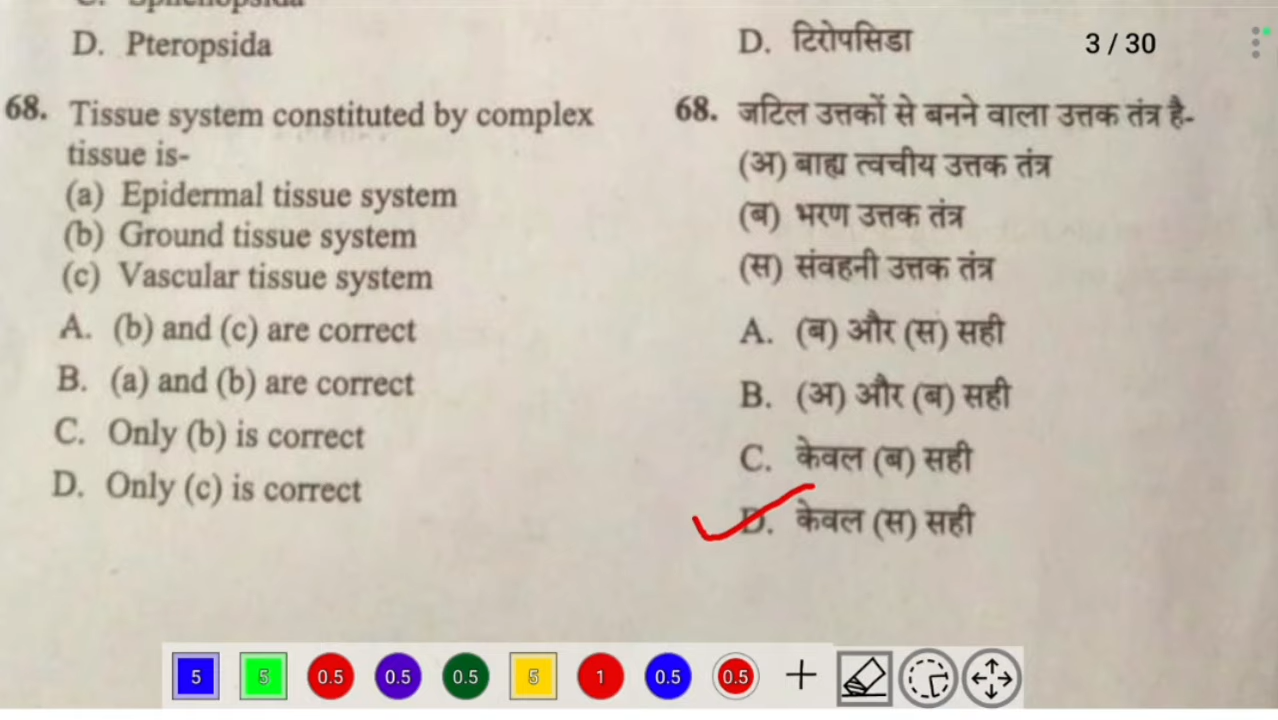 D. Pteropsida
68. Tissue system constituted by complex
tissue is-
(a) Epidermal tissue system
(b) Ground tissue system
(c) Vascular tissue system
A. (b) and (c) are correct
B. (a) and (b) are correct
C. Only (b) is correct
D. Only (c) is correct
D. टिरोपसिडा
3 / 30
68. जटिल उत्तकों से बनने वाला उत्तक तंत्र है-
(अ) बाह्य त्वचीय उत्तक तंत्र
(ब) भरण उत्तक तंत्र
(स) संवहनी उत्तक तंत्र
A. (ब) और (स) सही
B. (अ) और (ब) सही
C. केवल (ब) सही
D. केवल (स) सही
5 5 0.5 0.5 0.5 5 1 0.5 0.5